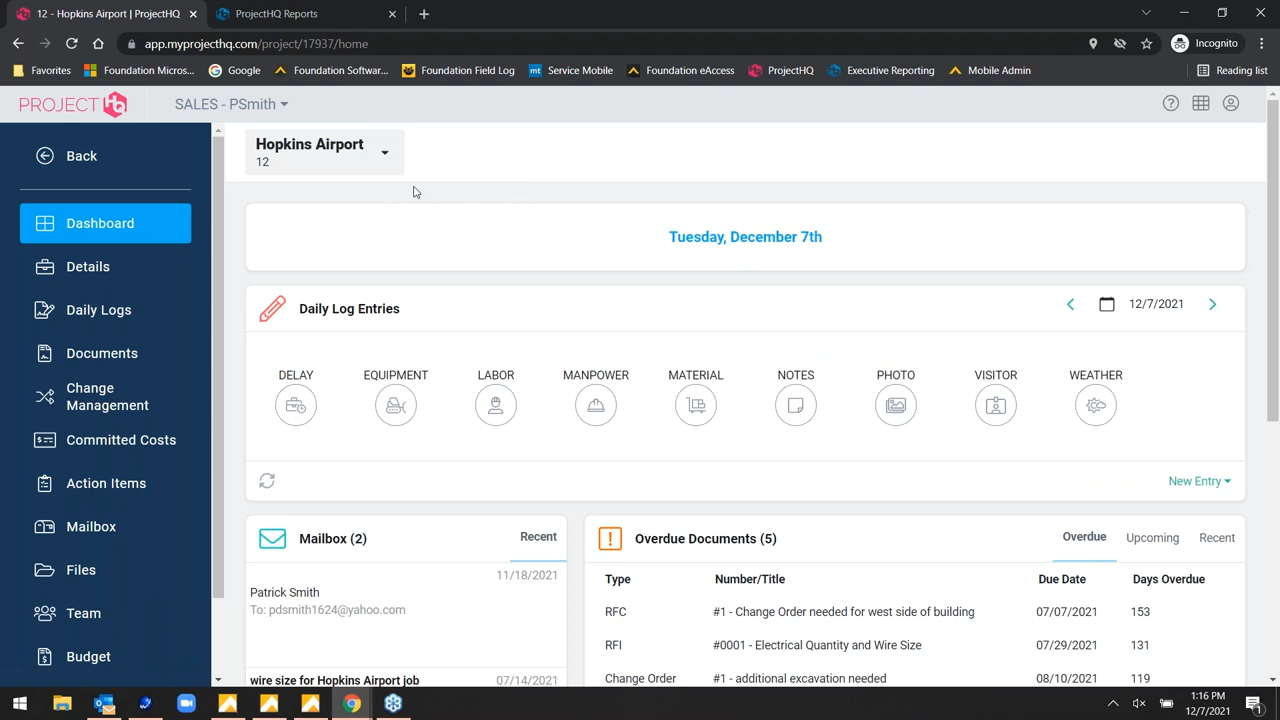 12 - Hopkins Airport | ProjectHQ
ProjectHQ Reports
app.myprojecthq.com/project/17937/home
Incognito
Favorites
Foundation Micros...
Google
Foundation Softwar...
Foundation Field Log
mt Service Mobile
Foundation eAccess
ProjectHQ
Executive Reporting
Mobile Admin
Reading list
PROJECT HQ
SALES - PSmith
Back
Hopkins Airport
12
Dashboard
Details
Daily Logs
Documents
Change
Management
Committed Costs
Action Items
Mailbox
Files
Team
Budget
Tuesday, December 7th
Daily Log Entries
12/7/2021
DELAY
EQUIPMENT
LABOR
MANPOWER
MATERIAL
NOTES
PHOTO
VISITOR
WEATHER
New Entry
Mailbox (2)
Recent
11/18/2021
Patrick Smith
To: pdsmith1624@yahoo.com
wire size for Hopkins Airport job
07/14/2021
Overdue Documents (5)
Overdue
Upcoming
Recent
Type Number/Title Due Date Days Overdue
RFC #1 - Change Order needed for west side of building 07/07/2021 153
RFI #0001 - Electrical Quantity and Wire Size 07/29/2021 131
Change Order #1 - additional excavation needed 08/10/2021 119
1:16 PM
12/7/2021
1